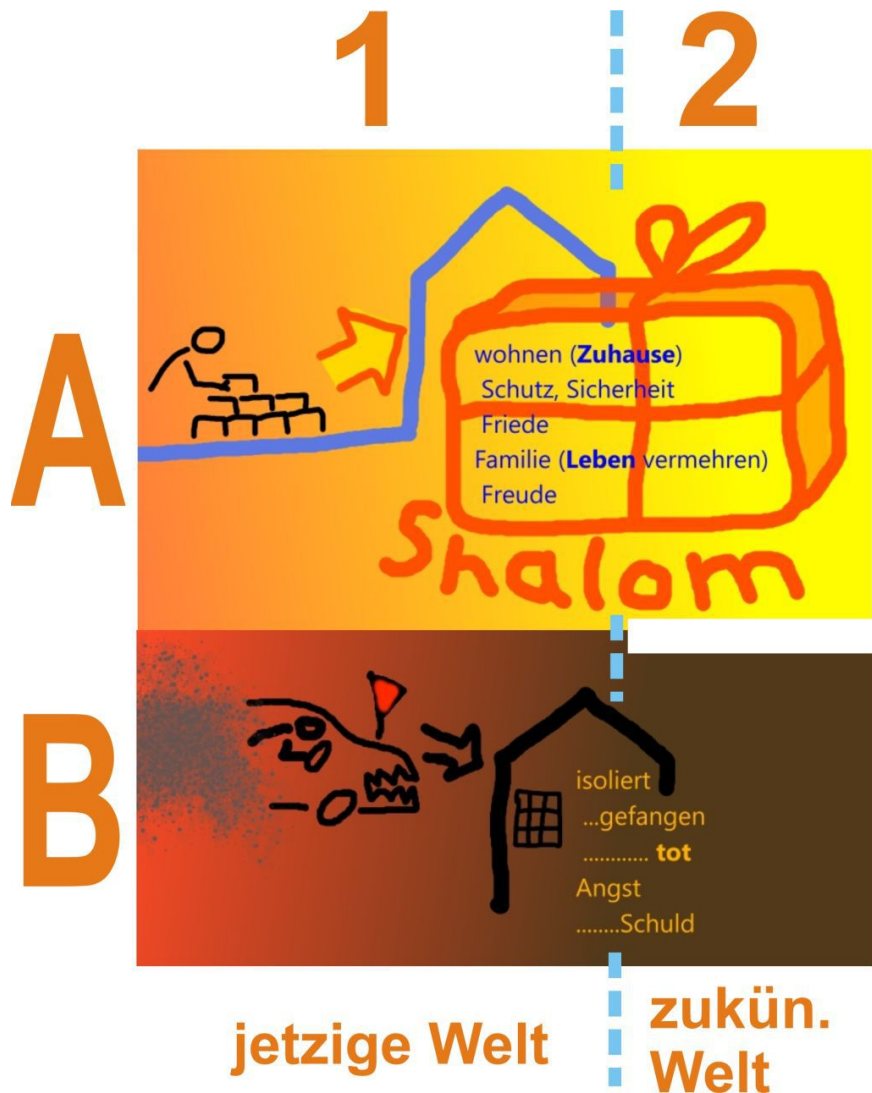 1
2
A
wohnen (Zuhause)
Schutz, Sicherheit
Friede
Familie (Leben vermehren)
Freude
Shalom
B
isoliert
...gefangen
............ tot
Angst
........Schuld
jetzige Welt
zukün.
Welt